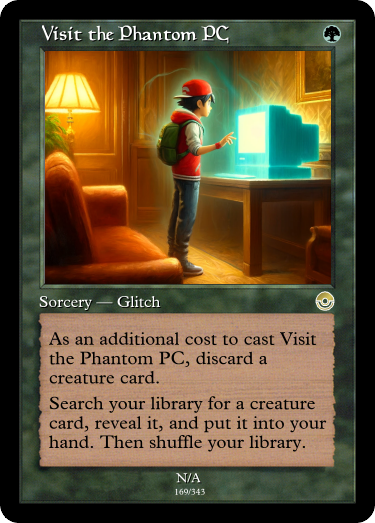 Visit the Phantom PC
Sorcery — Glitch
As an additional cost to cast Visit
the Phantom PC, discard a
creature card.
Search your library for a creature
card, reveal it, and put it into your
hand. Then shuffle your library.
N/A
169/343